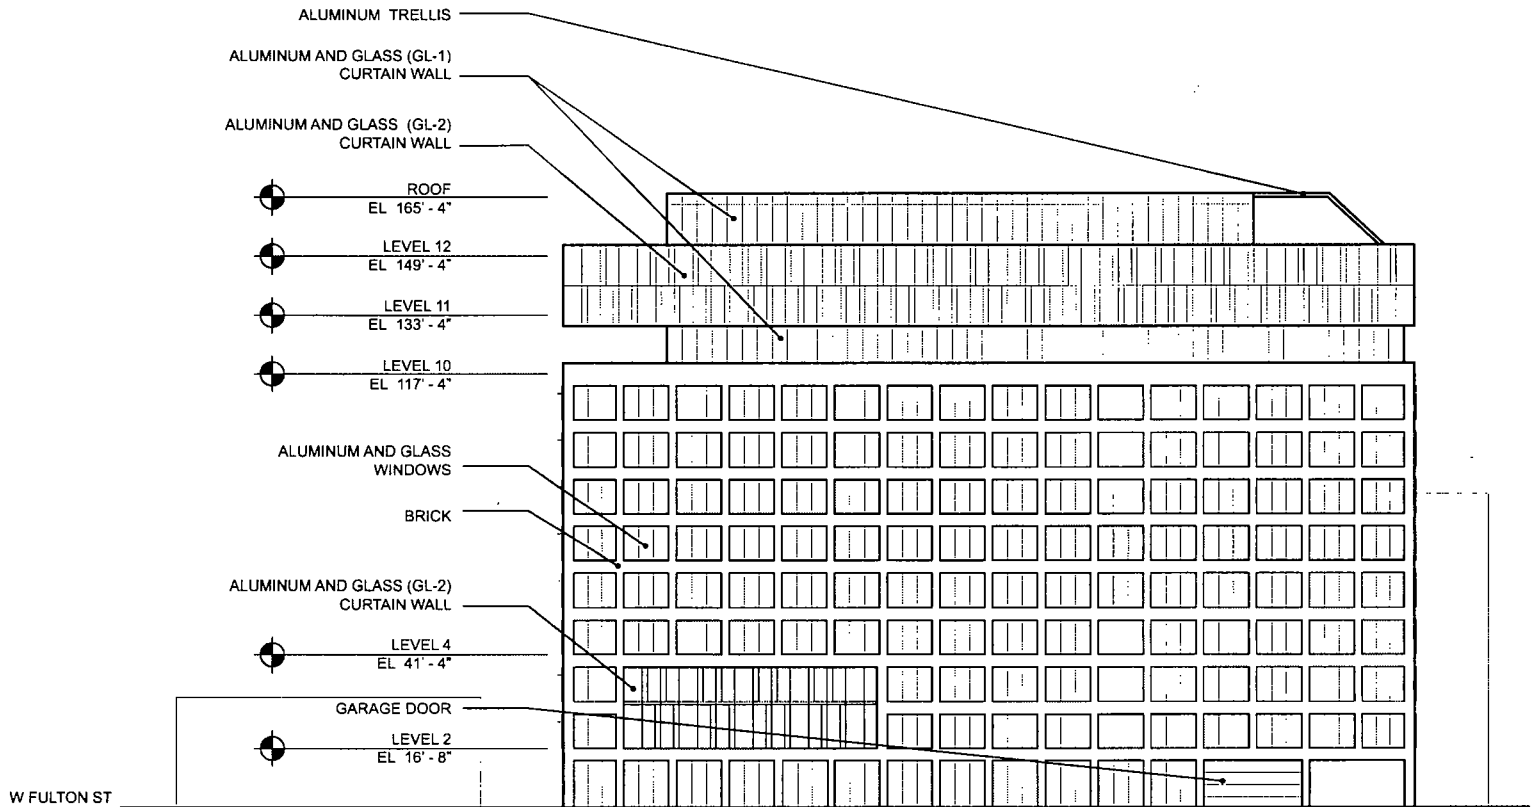 ALUMINUM TRELLIS
ALUMINUM AND GLASS (GL-1)
CURTAIN WALL
ALUMINUM AND GLASS (GL-2)
CURTAIN WALL
ROOF
EL 165' - 4"
LEVEL 12
EL 149' - 4"
LEVEL 11
EL 133' - 4"
LEVEL 10
EL 117' - 4"
ALUMINUM AND GLASS
WINDOWS
BRICK
ALUMINUM AND GLASS (GL-2)
CURTAIN WALL
LEVEL 4
EL 41' - 4"
GARAGE DOOR
LEVEL 2
EL 16' - 8"
W FULTON ST